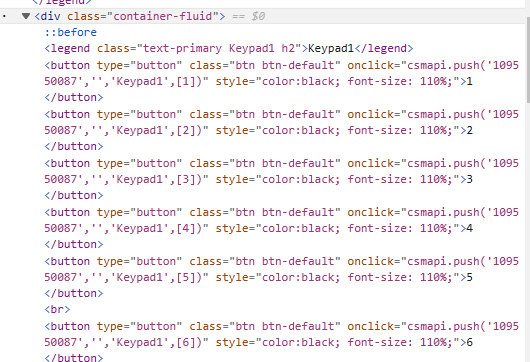 </legend>
··· ▼<div class="container-fluid"> == $0
::before
<legend class="text-primary Keypad1 h2">Keypad1</legend>
<button type="button" class="btn btn-default" onclick="csmapi.push('1095
50087','','Keypad1',[1])" style="color:black; font-size: 110%;">1
</button>
<button type="button" class="btn btn-default" onclick="csmapi.push('1095
50087','','Keypad1',[2])" style="color:black; font-size: 110%;">2
</button>
<button type="button" class="btn btn-default" onclick="csmapi.push('1095
50087','','Keypad1',[3])" style="color:black; font-size: 110%;">3
</button>
<button type="button" class="btn btn-default" onclick="csmapi.push('1095
50087','','Keypad1',[4])" style="color:black; font-size: 110%;">4
</button>
<button type="button" class="btn btn-default" onclick="csmapi.push('1095
50087','','Keypad1',[5])" style="color:black; font-size: 110%;">5
</button>
<br>
<button type="button" class="btn btn-default" onclick="csmapi.push('1095
50087','','Keypad1',[6])" style="color:black; font-size: 110%;">6
</button>